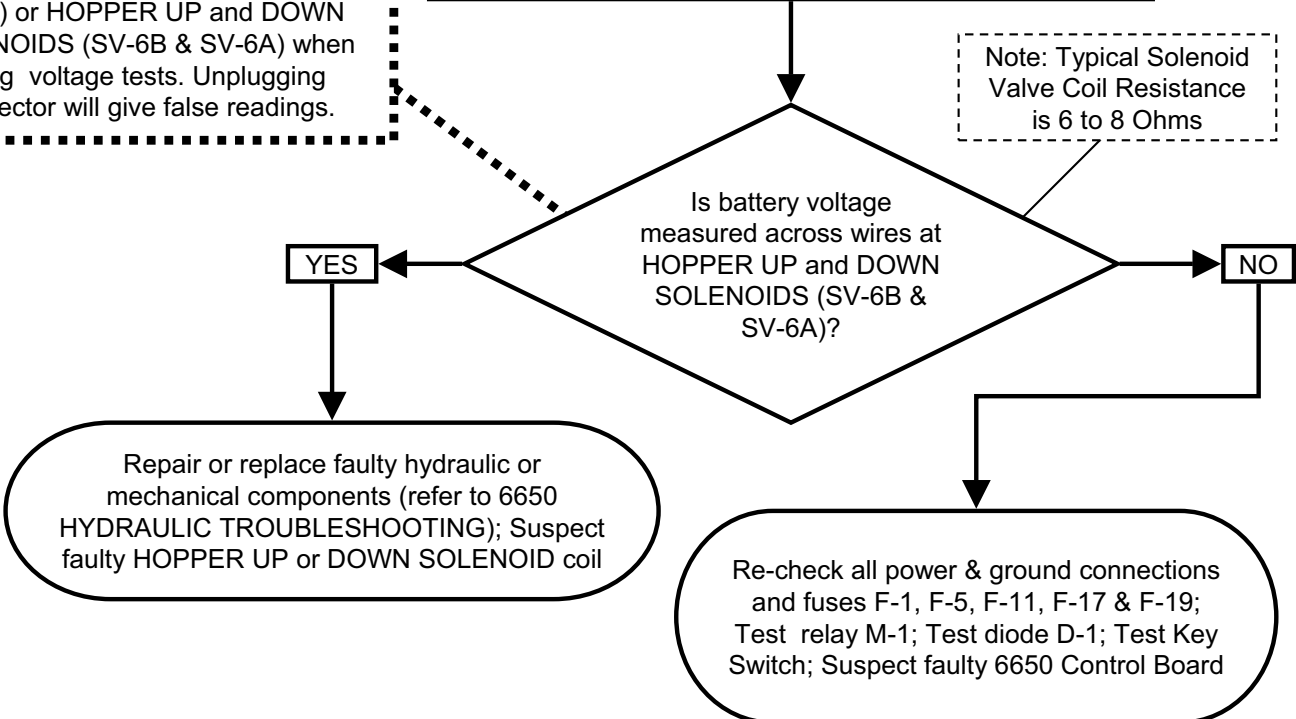 ) or HOPPER UP and DOWN
NOIDS (SV-6B & SV-6A) when
g voltage tests. Unplugging
ector will give false readings.
Note: Typical Solenoid
Valve Coil Resistance
is 6 to 8 Ohms
Is battery voltage
measured across wires at
HOPPER UP and DOWN
SOLENOIDS (SV-6B &
SV-6A)?
YES
NO
Repair or replace faulty hydraulic or
mechanical components (refer to 6650
HYDRAULIC TROUBLESHOOTING); Suspect
faulty HOPPER UP or DOWN SOLENOID coil
Re-check all power & ground connections
and fuses F-1, F-5, F-11, F-17 & F-19;
Test relay M-1; Test diode D-1; Test Key
Switch; Suspect faulty 6650 Control Board